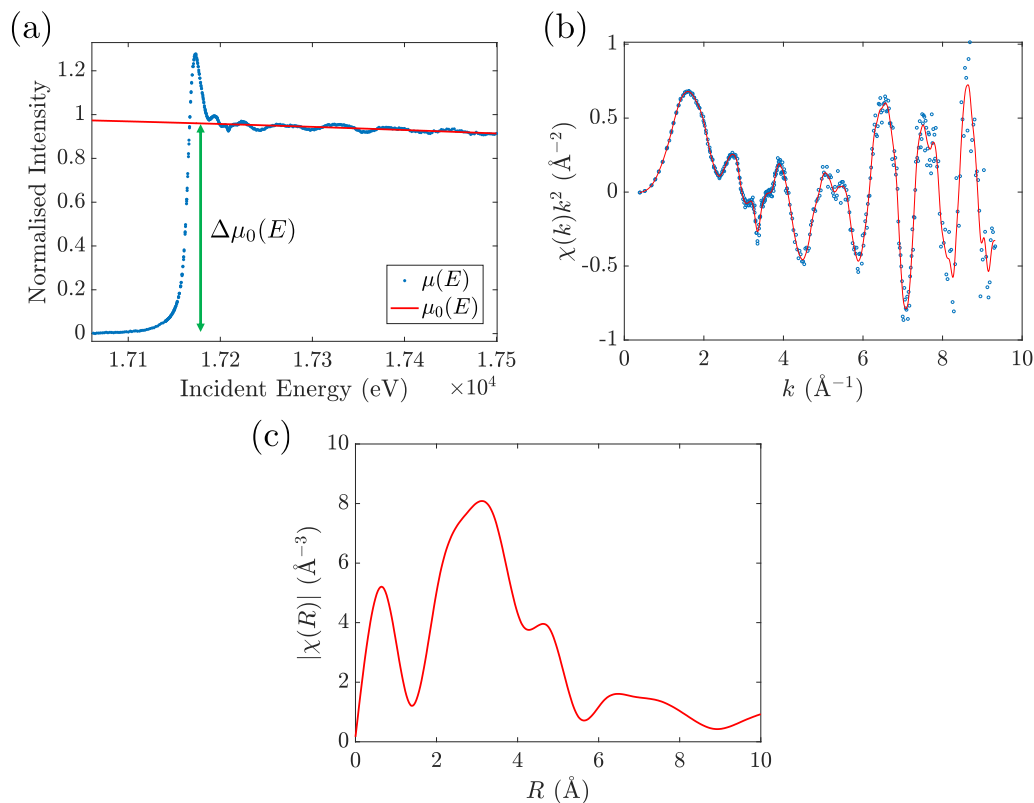 (a)
Normalised Intensity
1.2
1
0.8
0.6
0.4
0.2
0
Δμ₀(E)
μ(E)
μ₀(E)
1.71 1.72 1.73 1.74 1.75
Incident Energy (eV) ×10⁴
(b)
χ(k)k² (Å⁻²)
1
0.5
0
-0.5
-1
0 2 4 6 8 10
k (Å⁻¹)
(c)
|χ(R)| (Å⁻³)
10
8
6
4
2
0
0 2 4 6 8 10
R (Å)